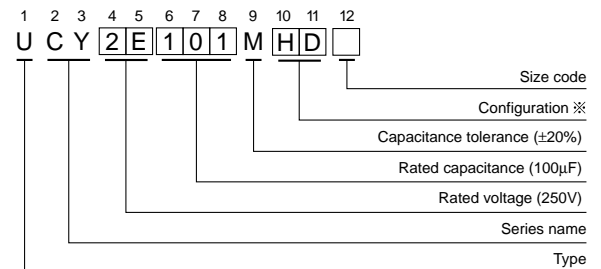 1 2 3 4 5 6 7 8 9 10 11 12
U C Y 2 E 1 0 1 M H D
Size code
Configuration ※
Capacitance tolerance (±20%)
Rated capacitance (100µF)
Rated voltage (250V)
Series name
Type